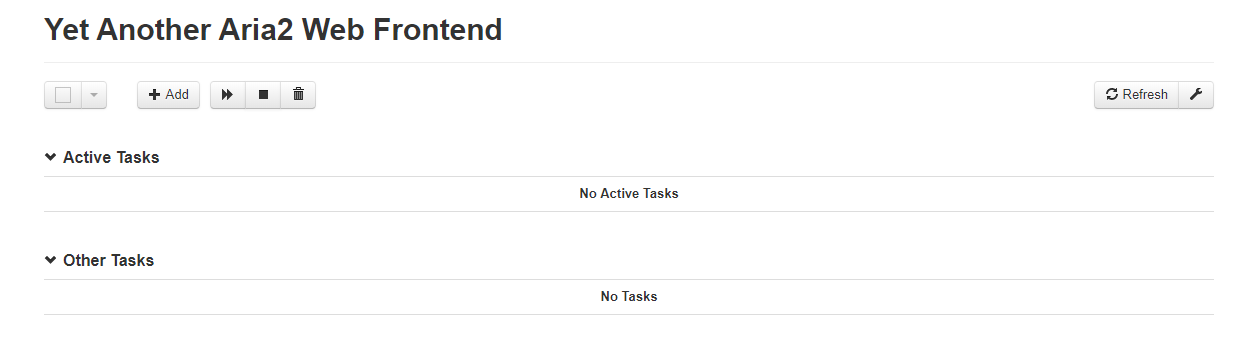 Yet Another Aria2 Web Frontend
Add
Refresh
Active Tasks
No Active Tasks
Other Tasks
No Tasks